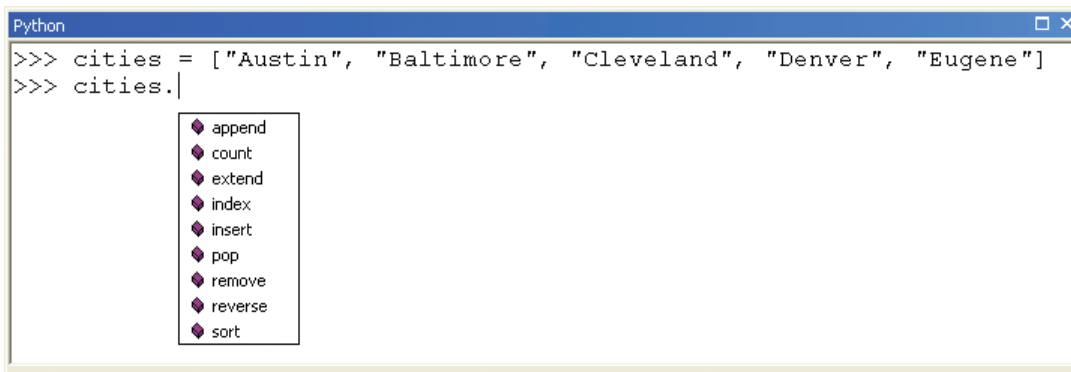 Python
>>> cities = ["Austin", "Baltimore", "Cleveland", "Denver", "Eugene"]
>>> cities.
append
count
extend
index
insert
pop
remove
reverse
sort